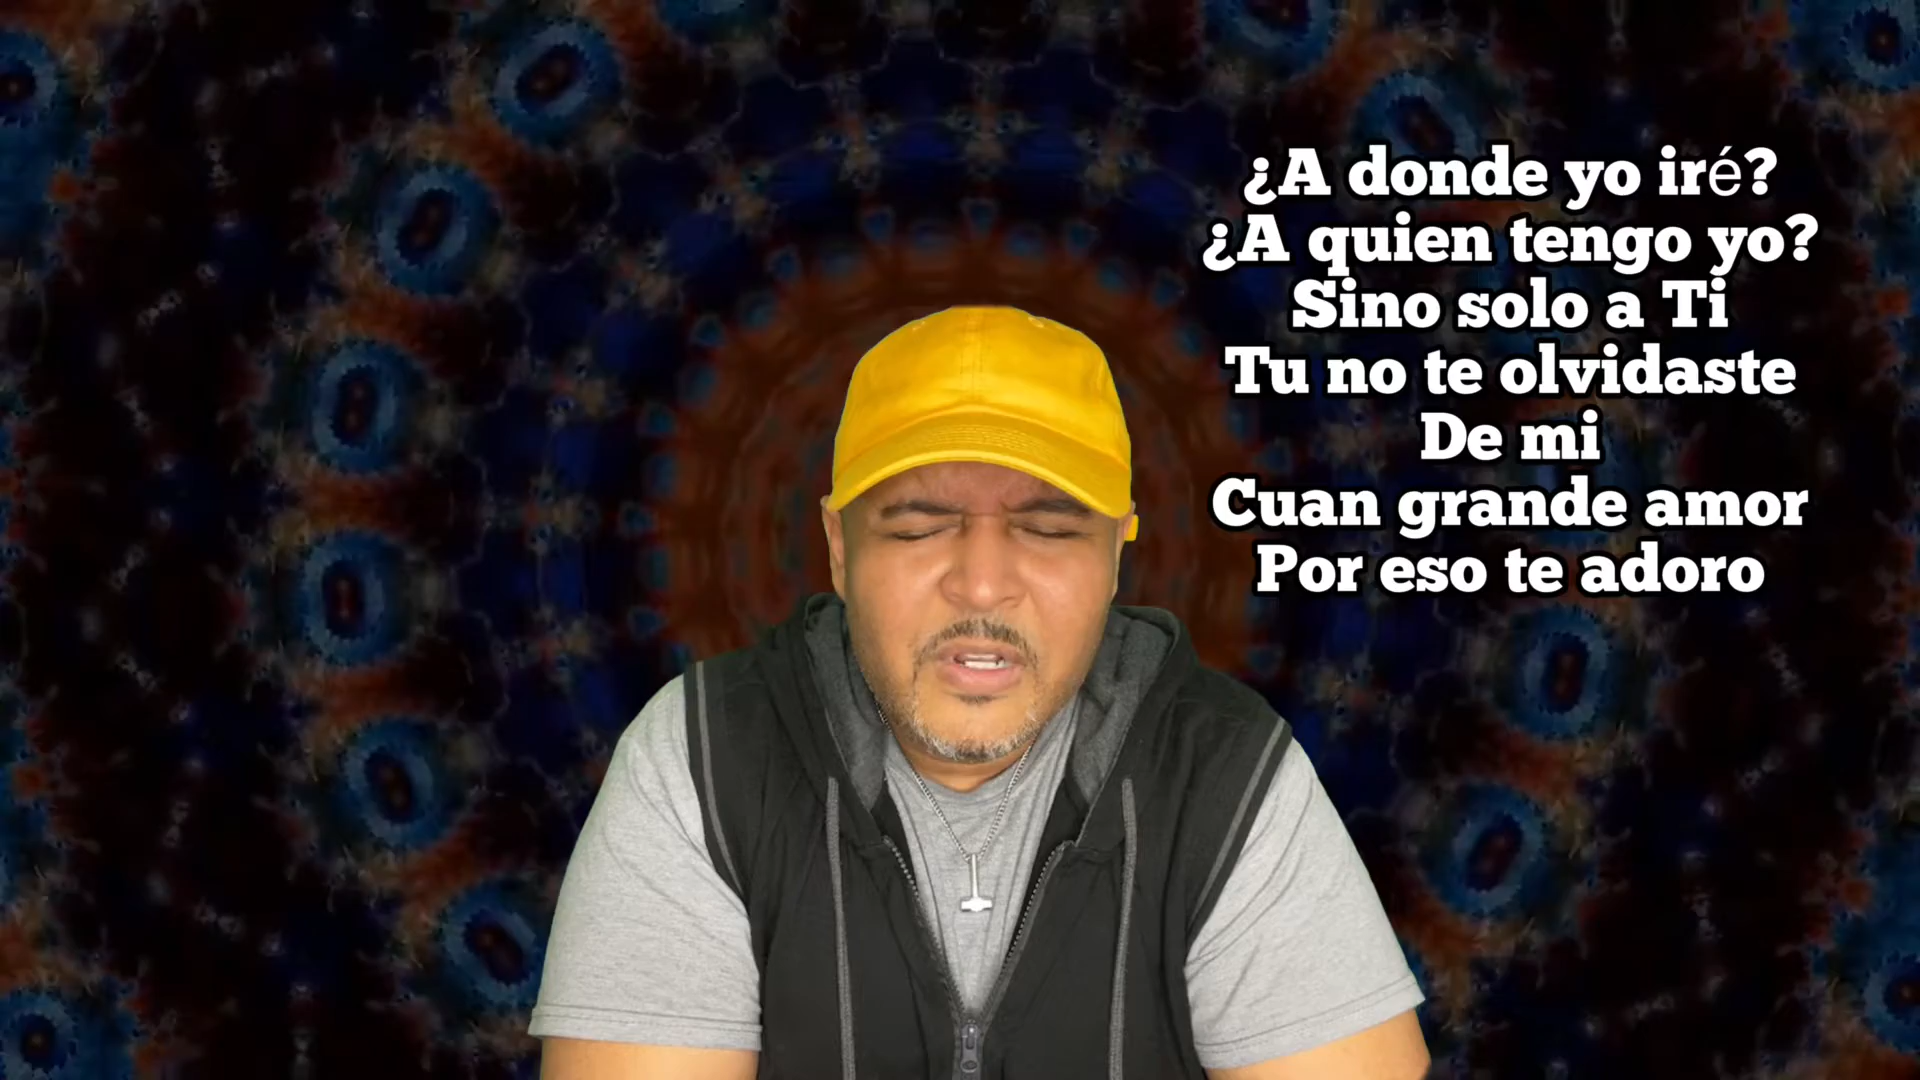 ¿A donde yo iré?
¿A quien tengo yo?
Sino solo a Ti
Tu no te olvidaste
De mi
Cuan grande amor
Por eso te adoro